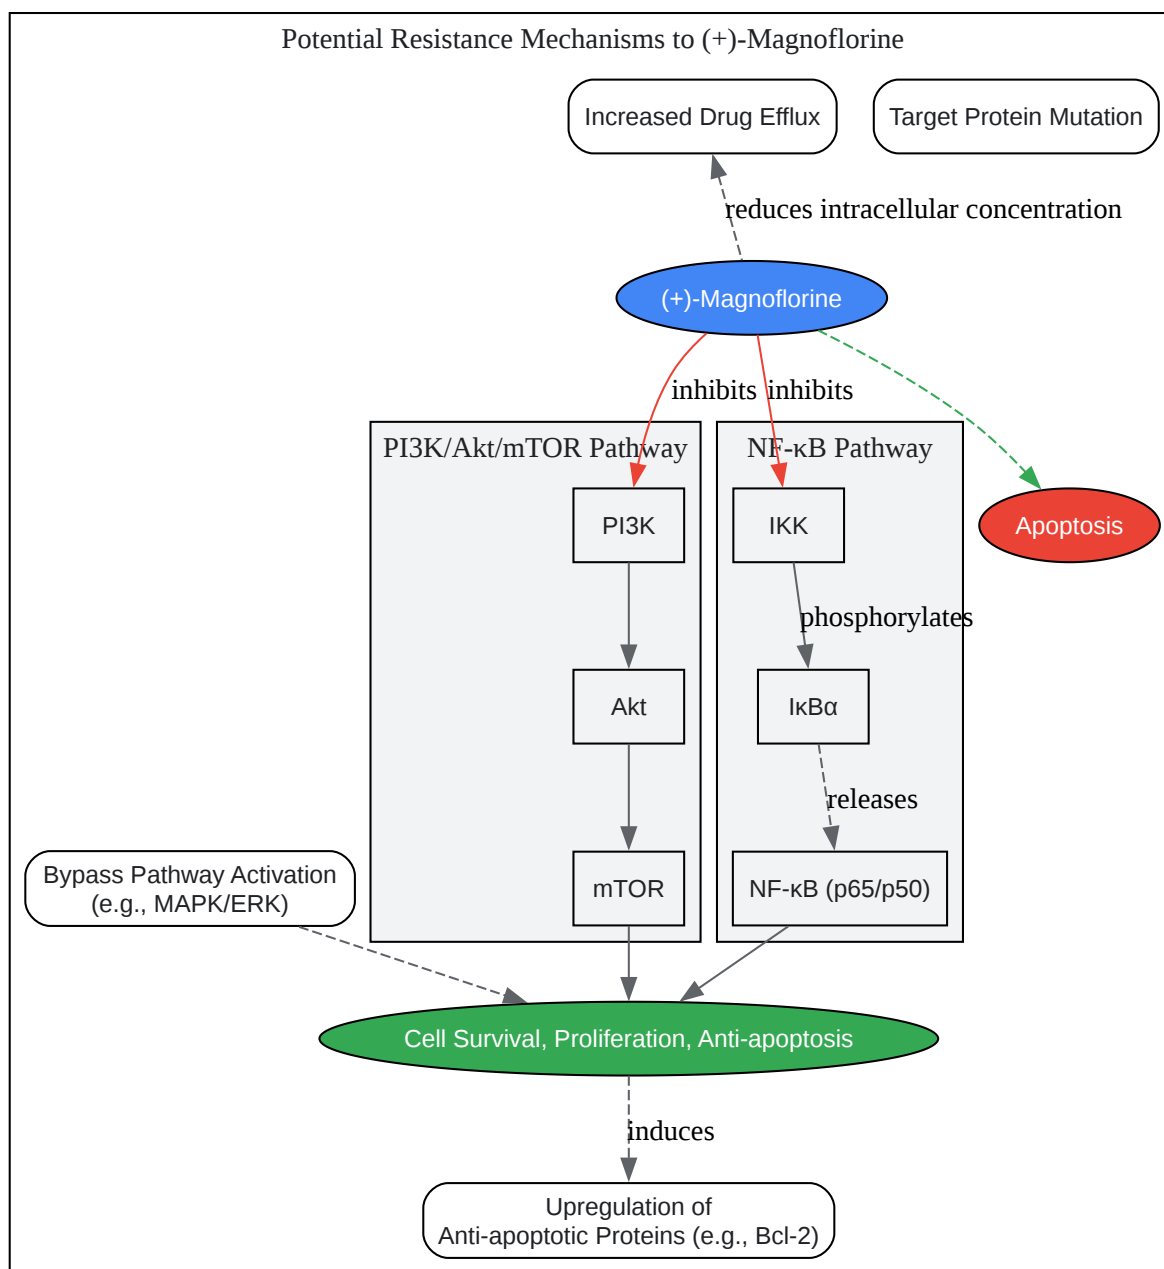 Potential Resistance Mechanisms to (+)-Magnoflorine
Increased Drug Efflux
Target Protein Mutation
reduces intracellular concentration
(+)-Magnoflorine
inhibits
inhibits
PI3K/Akt/mTOR Pathway
NF-κB Pathway
PI3K
IKK
Apoptosis
phosphorylates
Akt
IκBα
releases
Bypass Pathway Activation
(e.g., MAPK/ERK)
mTOR
NF-κB (p65/p50)
Cell Survival, Proliferation, Anti-apoptosis
induces
Upregulation of
Anti-apoptotic Proteins (e.g., Bcl-2)